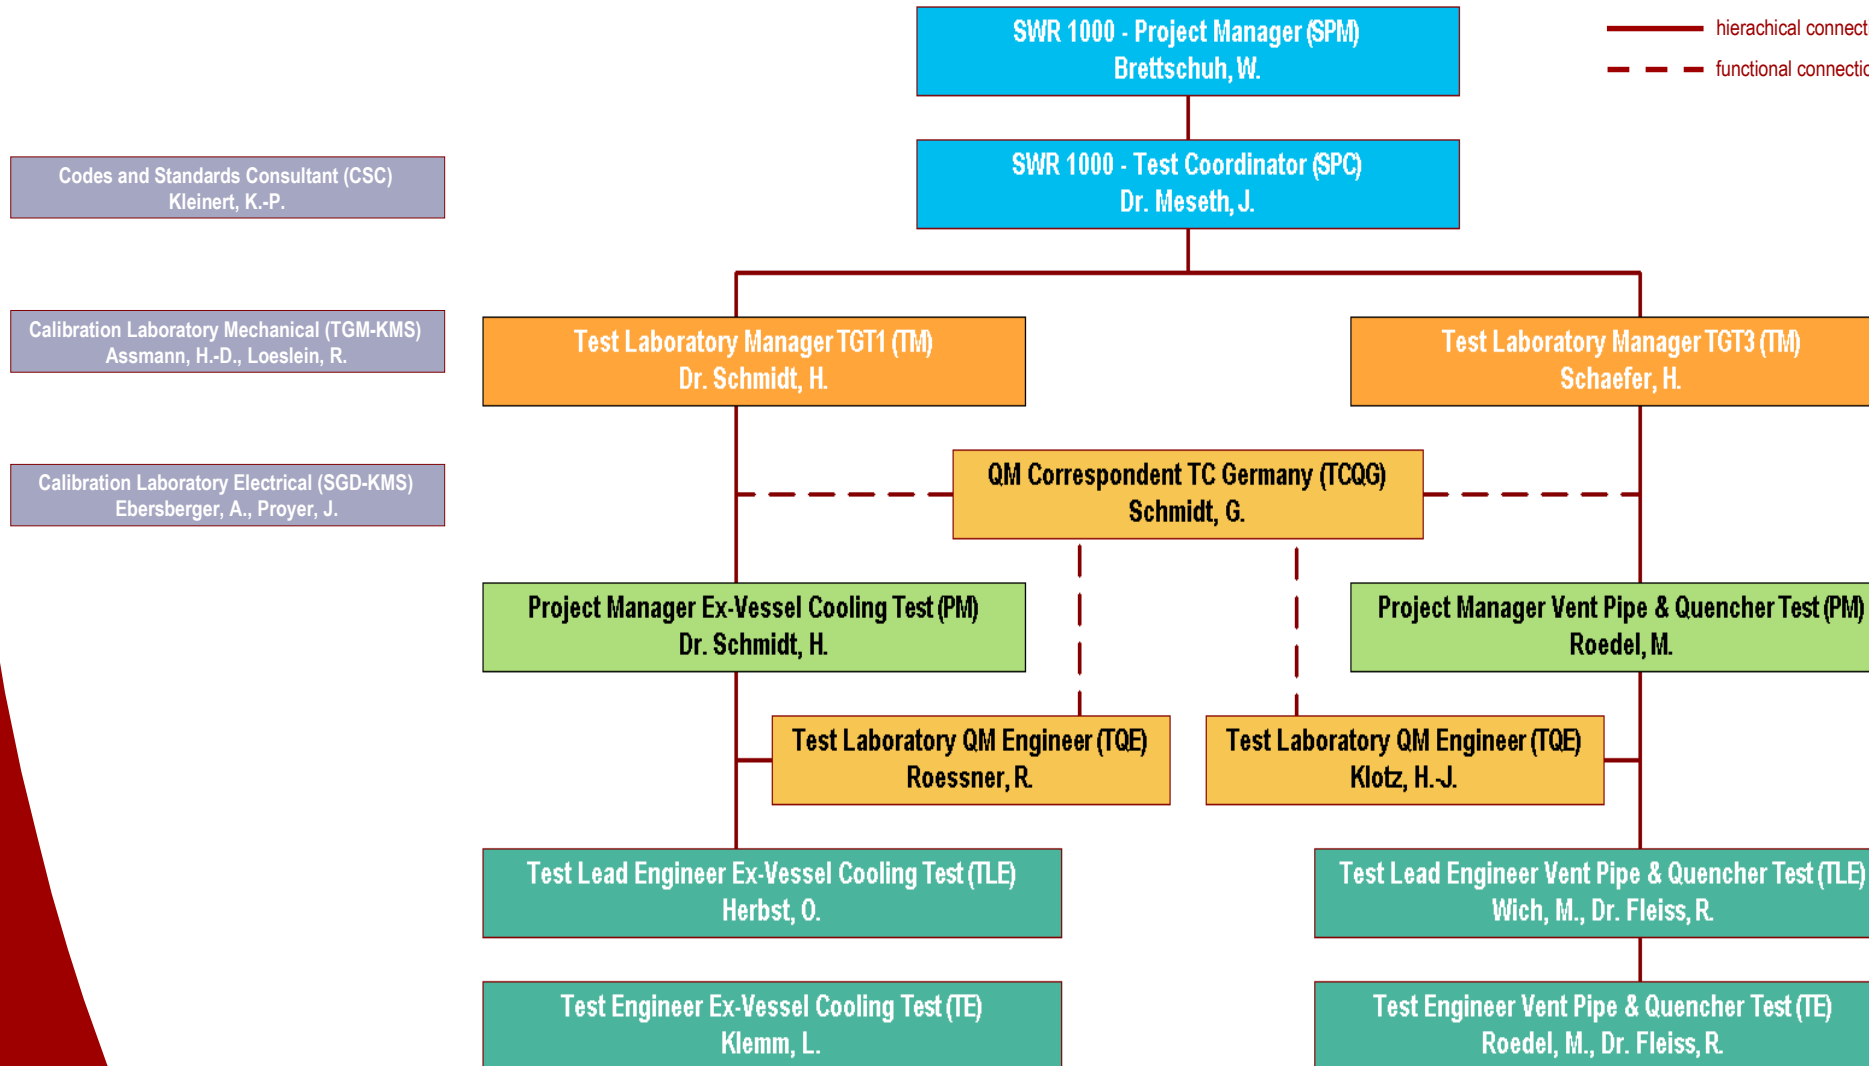 SWR 1000 - Project Manager (SPM)
Brettschuh, W.
hierachical connect
functional connectio
Codes and Standards Consultant (CSC)
Kleinert, K.-P.
SWR 1000 - Test Coordinator (SPC)
Dr. Meseth, J.
Calibration Laboratory Mechanical (TGM-KMS)
Assmann, H.-D., Loeslein, R.
Test Laboratory Manager TGT1 (TM)
Dr. Schmidt, H.
Test Laboratory Manager TGT3 (TM)
Schaefer, H.
Calibration Laboratory Electrical (SGD-KMS)
Ebersberger, A., Proyer, J.
QM Correspondent TC Germany (TCQG)
Schmidt, G.
Project Manager Ex-Vessel Cooling Test (PM)
Dr. Schmidt, H.
Project Manager Vent Pipe & Quencher Test (PM)
Roedel, M.
Test Laboratory QM Engineer (TQE)
Roessner, R.
Test Laboratory QM Engineer (TQE)
Klotz, H.-J.
Test Lead Engineer Ex-Vessel Cooling Test (TLE)
Herbst, O.
Test Lead Engineer Vent Pipe & Quencher Test (TLE)
Wich, M., Dr. Fleiss, R.
Test Engineer Ex-Vessel Cooling Test (TE)
Klemm, L.
Test Engineer Vent Pipe & Quencher Test (TE)
Roedel, M., Dr. Fleiss, R.